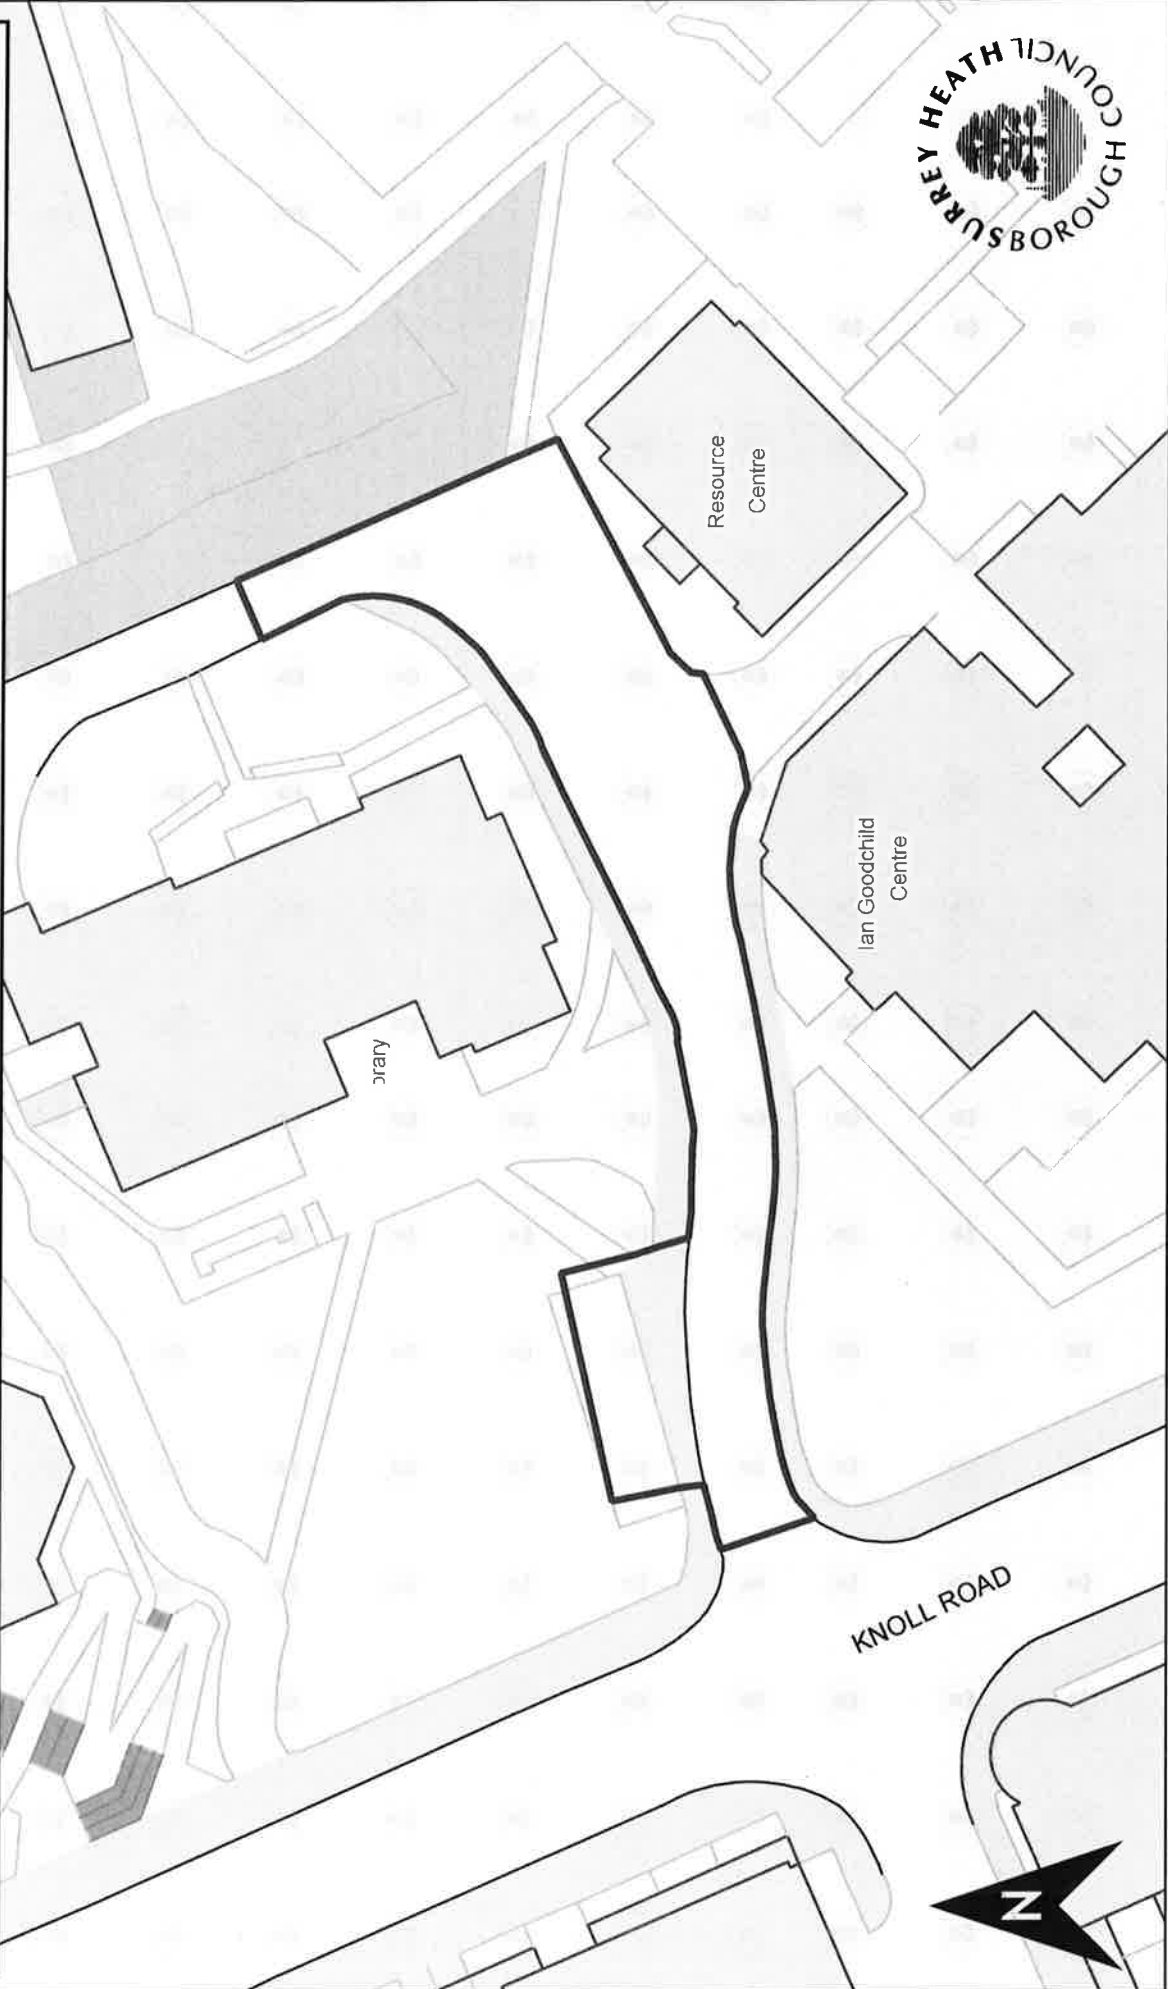 SURREY HEATH
BOROUGH COUNCIL
Resource
Centre
Ian Goodchild
Centre
brary
KNOLL ROAD
N